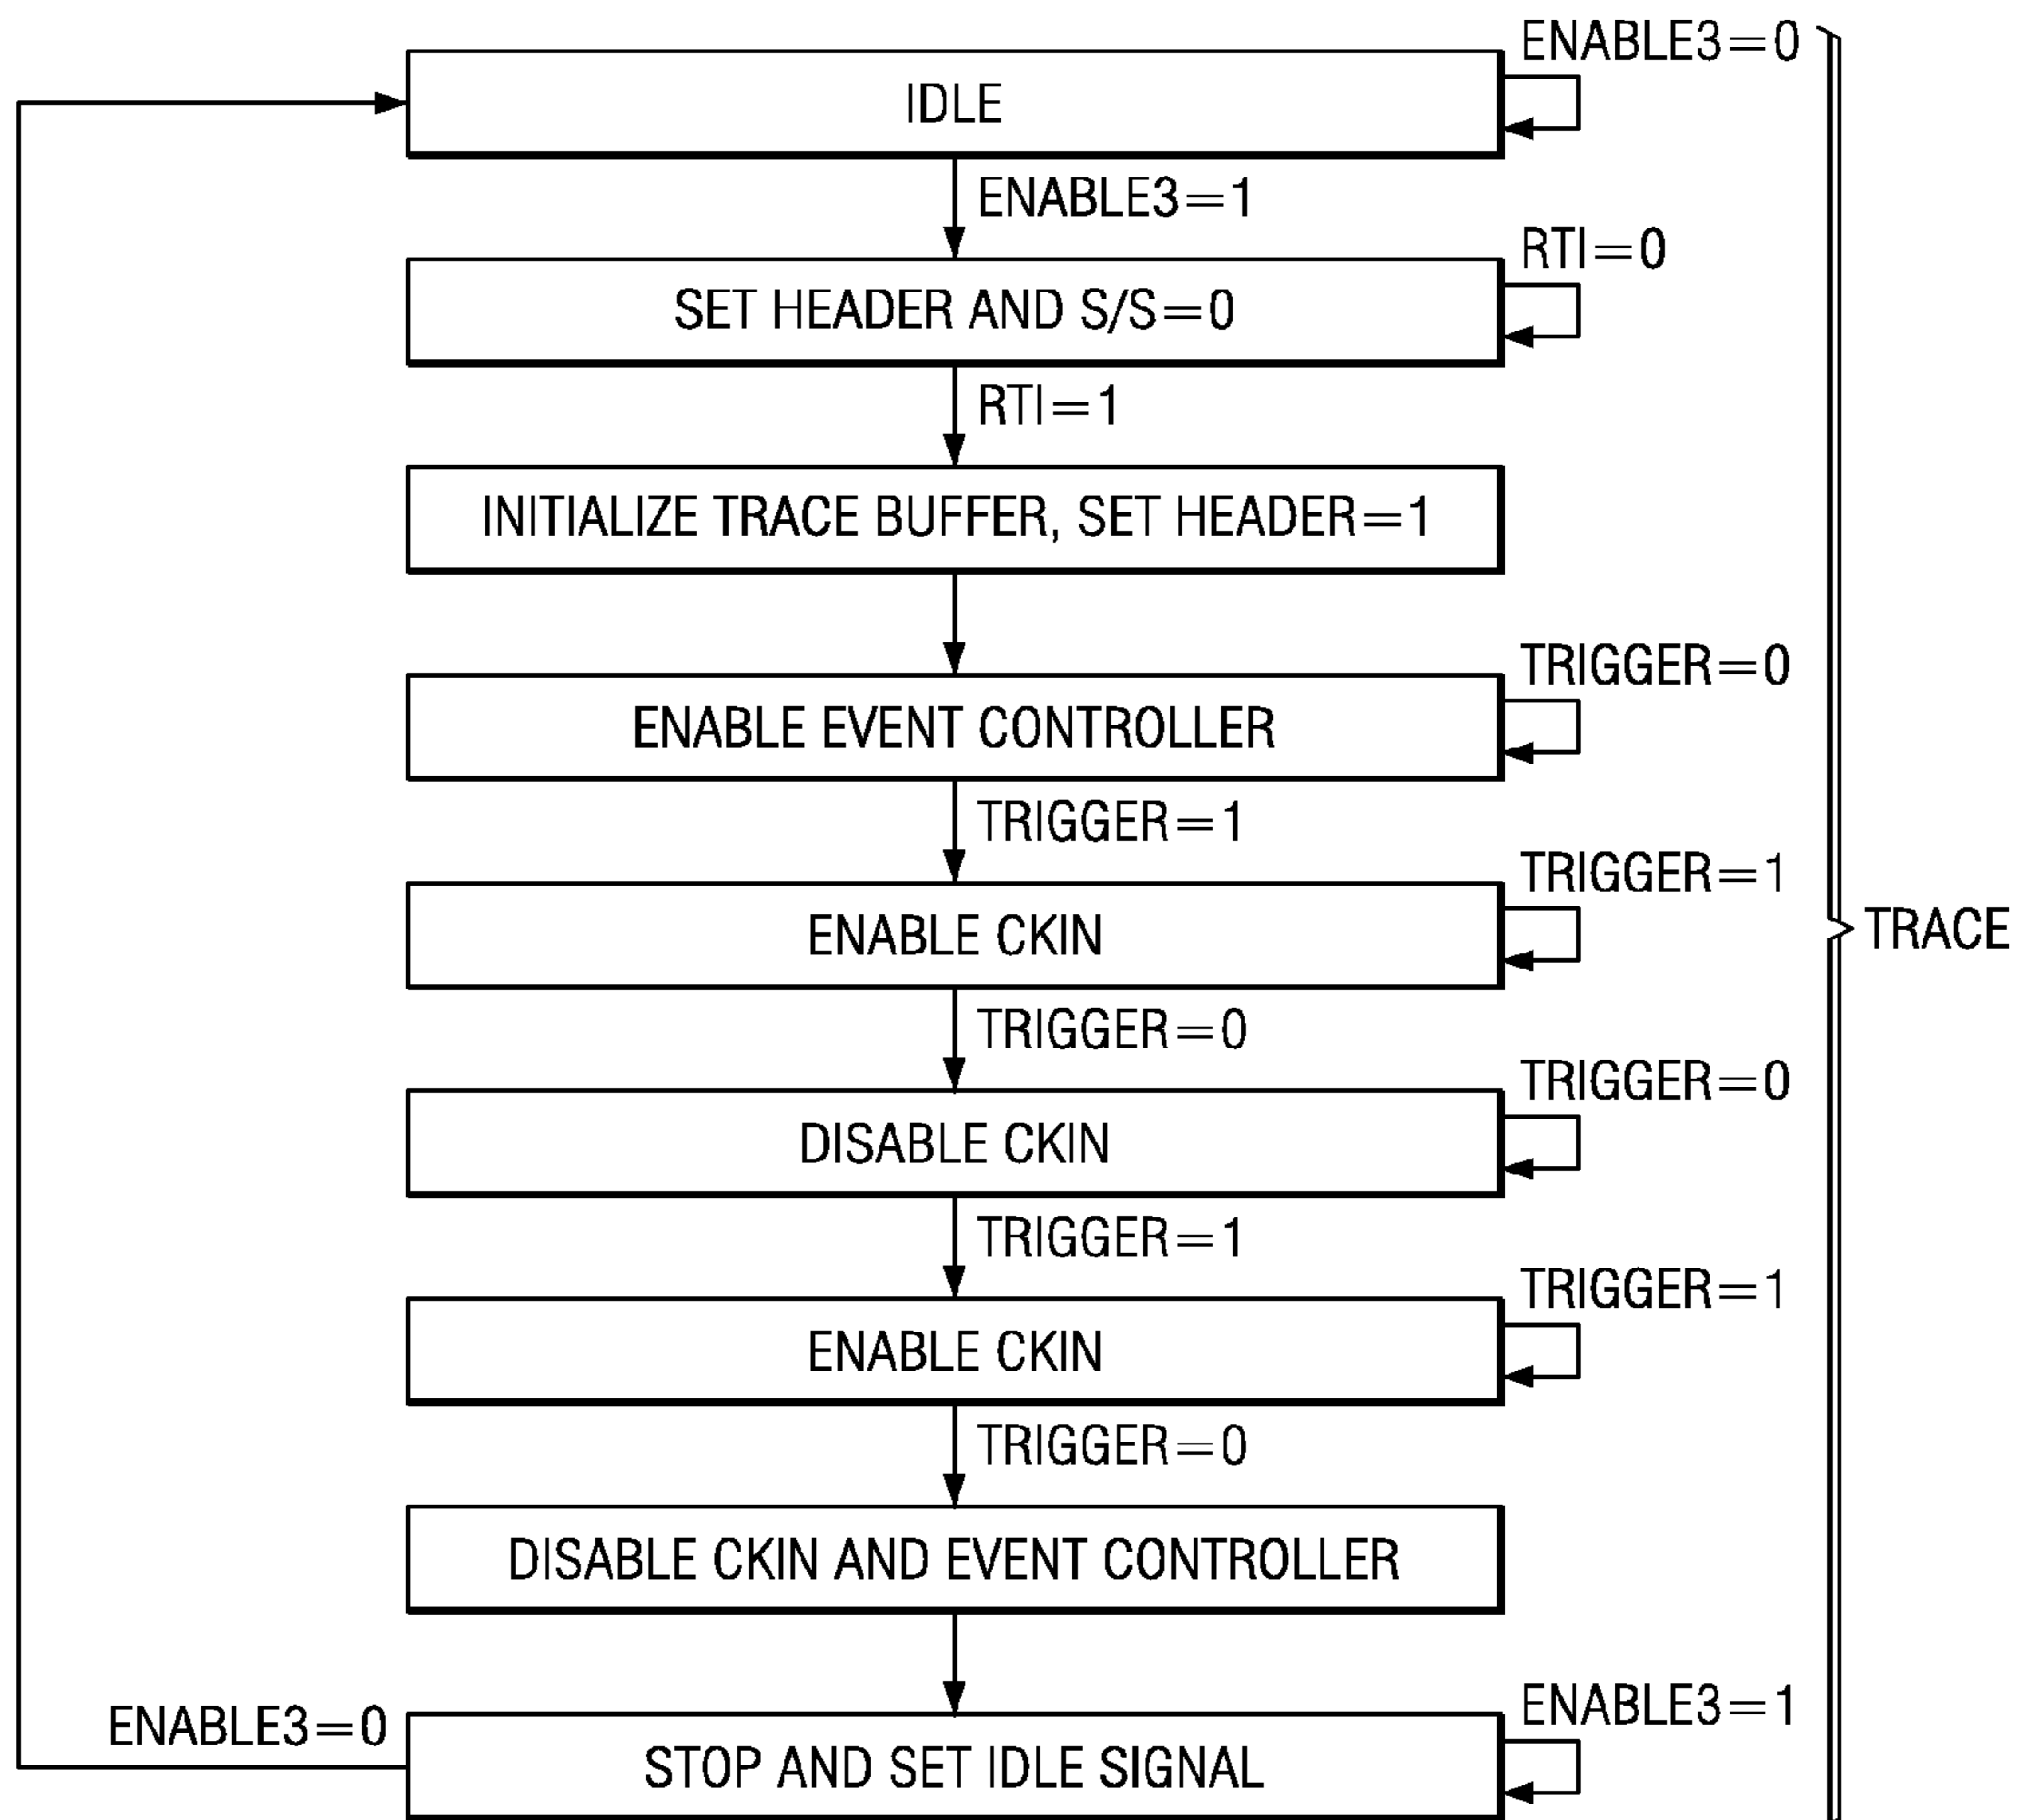 ENABLE3=0
IDLE
ENABLE3=1
RTI=0
SET HEADER AND S/S=0
RTI=1
INITIALIZE TRACE BUFFER, SET HEADER=1
TRIGGER=0
ENABLE EVENT CONTROLLER
TRIGGER=1
TRIGGER=1
ENABLE CKIN
TRACE
TRIGGER=0
TRIGGER=0
DISABLE CKIN
TRIGGER=1
TRIGGER=1
ENABLE CKIN
TRIGGER=0
DISABLE CKIN AND EVENT CONTROLLER
ENABLE3=1
ENABLE3=0
STOP AND SET IDLE SIGNAL